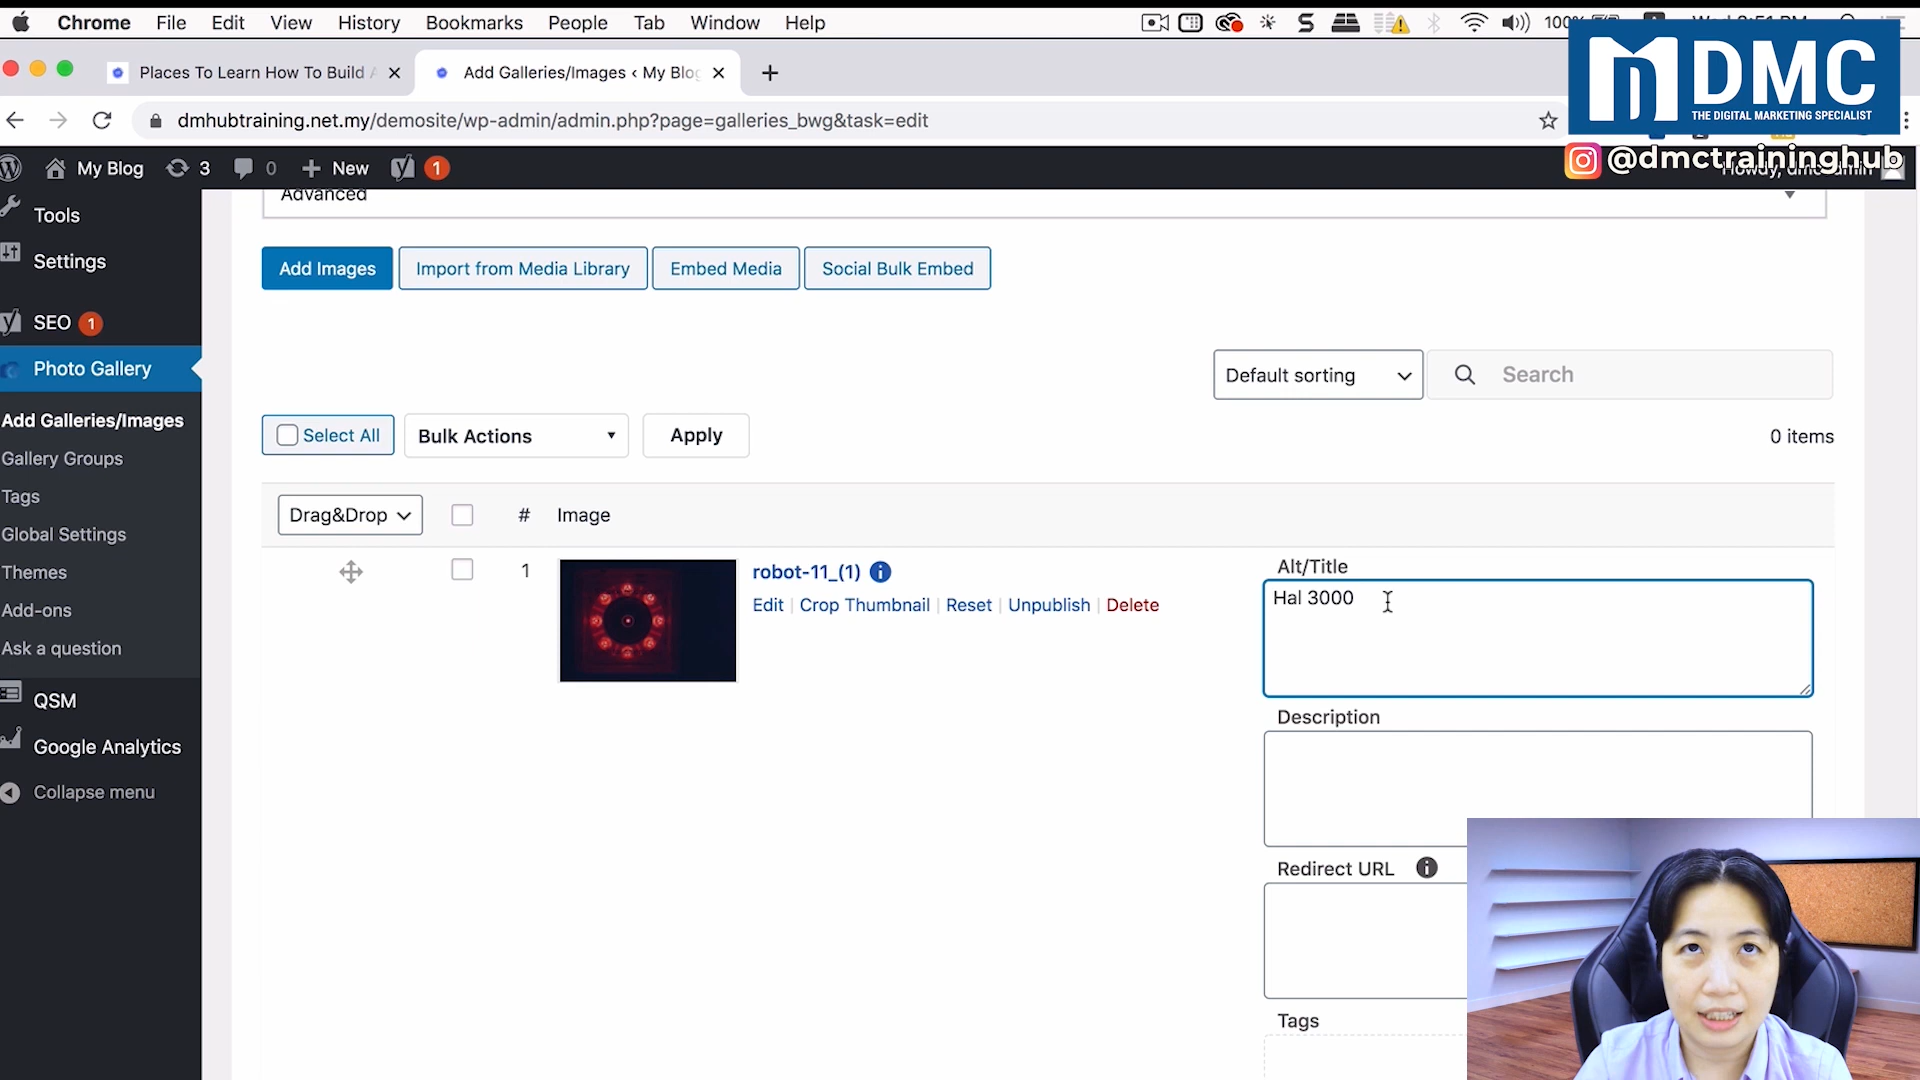 Chrome File Edit View History Bookmarks People Tab Window Help 100%
DMC
THE DIGITAL MARKETING SPECIALIST
Places To Learn How To Build
Add Galleries/Images ‹ My Blog
dmhubtraining.net.my/demosite/wp-admin/admin.php?page=galleries_bwg&task=edit
@dmctraininghub
My Blog 3 0 New 1
Tools
Settings
SEO 1
Photo Gallery
Add Galleries/Images
Gallery Groups
Tags
Global Settings
Themes
Add-ons
Ask a question
QSM
Google Analytics
Collapse menu
Advanced
Add Images Import from Media Library Embed Media Social Bulk Embed
Default sorting Search
Select All Bulk Actions Apply 0 items
Drag&Drop # Image
1 robot-11_(1)
Edit | Crop Thumbnail | Reset | Unpublish | Delete
Alt/Title
Hal 3000
Description
Redirect URL
Tags